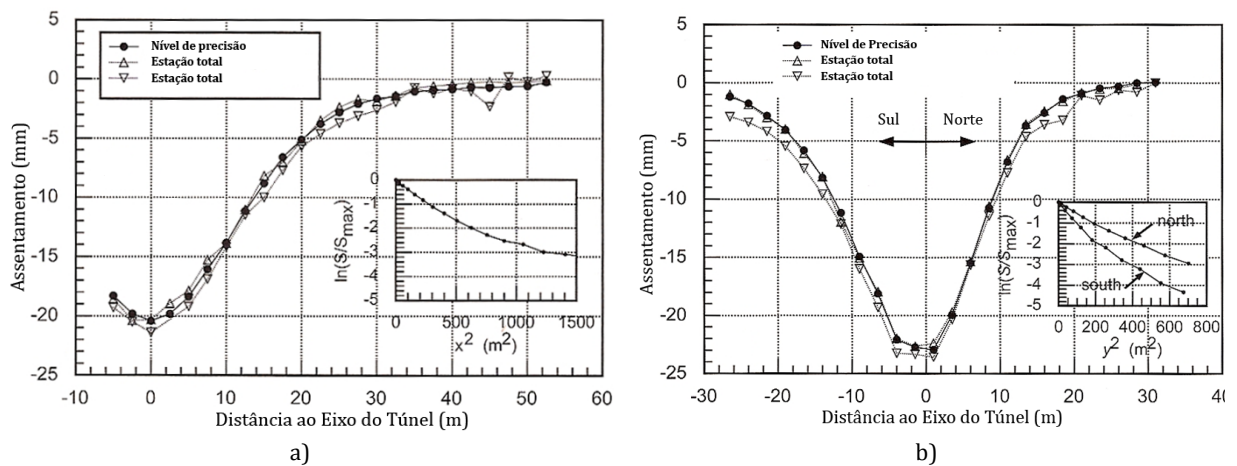 a)
5
0
-5
-10
-15
-20
-25
Assentamento (mm)
Nível de precisão
Estação total
Estação total
ln(S/Smax)
0
-1
-2
-3
-4
-5
0 500 1000 1500
x² (m²)
-10 0 10 20 30 40 50 60
Distância ao Eixo do Túnel (m)
a)
b)
5
0
-5
-10
-15
-20
-25
Assentamento (mm)
Nível de Precisão
Estação total
Estação total
Sul Norte
ln(S/Smax)
0
-1
-2
-3
-4
-5
north
south
0 200 400 600 800
y² (m²)
-30 -20 -10 0 10 20 30
Distância ao Eixo do Túnel (m)
b)